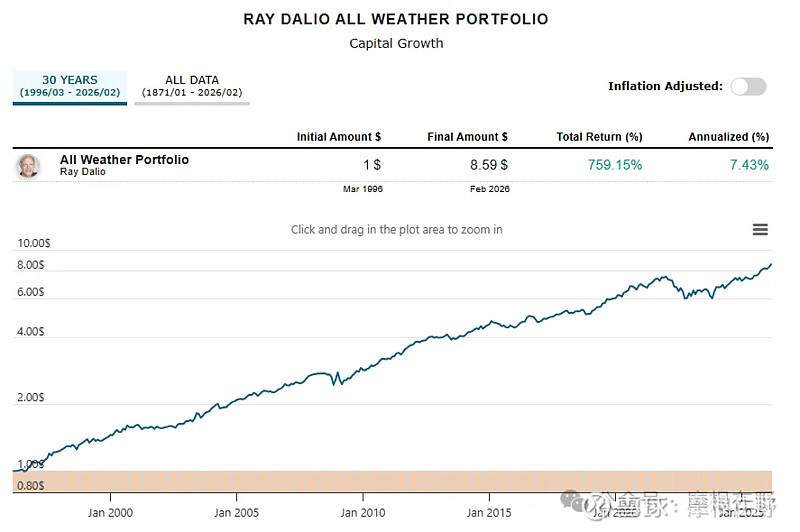 RAY DALIO ALL WEATHER PORTFOLIO
Capital Growth
30 YEARS
(1996/03 - 2026/02)
ALL DATA
(1871/01 - 2026/02)
Inflation Adjusted:
Initial Amount $ Final Amount $ Total Return (%) Annualized (%)
All Weather Portfolio 1 $ 8.59 $ 759.15% 7.43%
Ray Dalio
Mar 1996 Feb 2026
Click and drag in the plot area to zoom in
10.00$
8.00$
6.00$
4.00$
2.00$
1.00$
0.80$
Jan 2000 Jan 2005 Jan 2010 Jan 2015 Jan 2020 Jan 2025